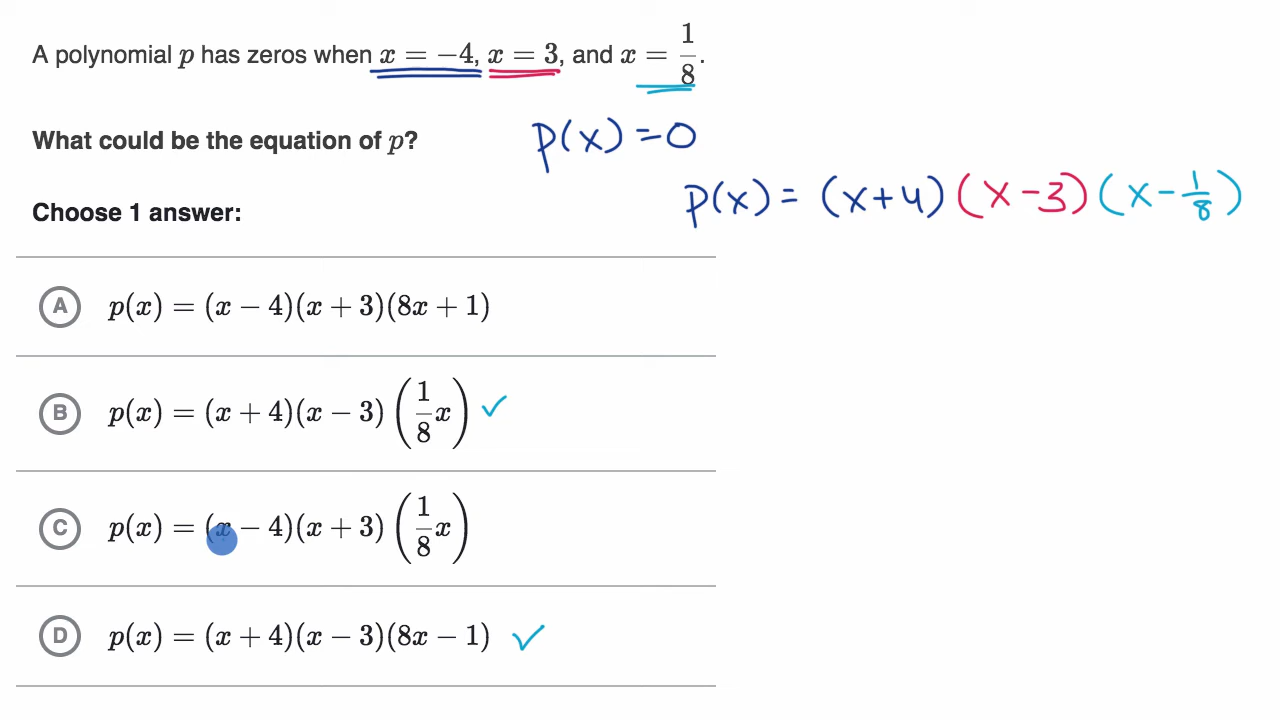 A polynomial p has zeros when x = −4, x = 3, and x = 1/8.
What could be the equation of p?
p(x) = 0
p(x) = (x+4)(x−3)(x−1/8)
Choose 1 answer:
A p(x) = (x − 4)(x + 3)(8x + 1)
B p(x) = (x + 4)(x − 3)(1/8 x) ✓
C p(x) = (x − 4)(x + 3)(1/8 x)
D p(x) = (x + 4)(x − 3)(8x − 1) ✓